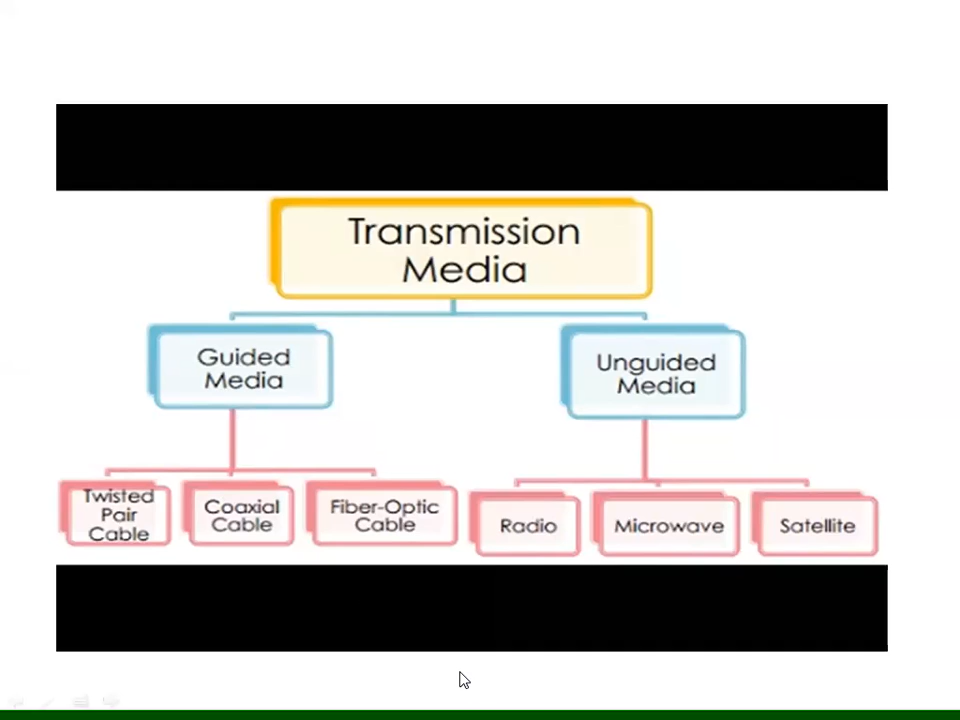 Transmission
Media
Guided
Media
Unguided
Media
Twisted
Pair
Cable
Coaxial
Cable
Fiber-Optic
Cable
Radio
Microwave
Satellite